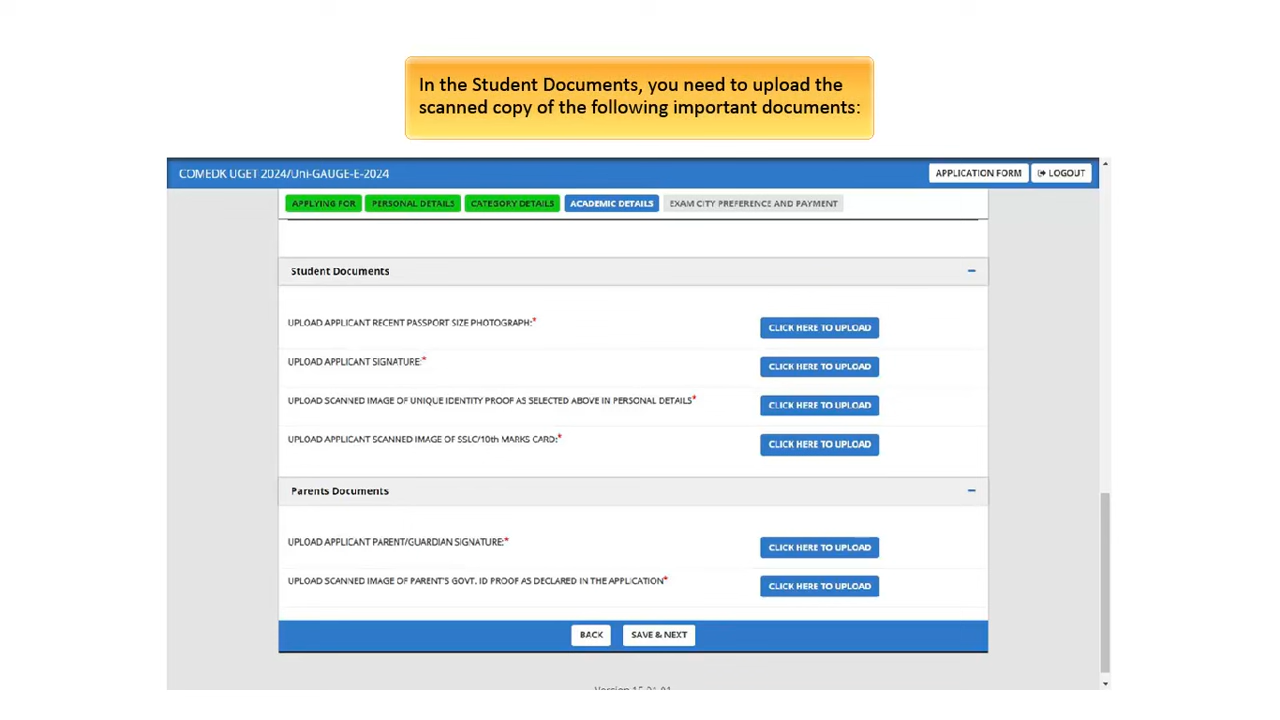 In the Student Documents, you need to upload the
scanned copy of the following important documents:
COMEDK UGET 2024/Uni-GAUGE-E-2024
APPLICATION FORM
LOGOUT
APPLYING FOR
PERSONAL DETAILS
CATEGORY DETAILS
ACADEMIC DETAILS
EXAM CITY PREFERENCE AND PAYMENT
Student Documents
UPLOAD APPLICANT RECENT PASSPORT SIZE PHOTOGRAPH:*
CLICK HERE TO UPLOAD
UPLOAD APPLICANT SIGNATURE:*
CLICK HERE TO UPLOAD
UPLOAD SCANNED IMAGE OF UNIQUE IDENTITY PROOF AS SELECTED ABOVE IN PERSONAL DETAILS*
CLICK HERE TO UPLOAD
UPLOAD APPLICANT SCANNED IMAGE OF SSLC/10th MARKS CARD:*
CLICK HERE TO UPLOAD
Parents Documents
UPLOAD APPLICANT PARENT/GUARDIAN SIGNATURE:*
CLICK HERE TO UPLOAD
UPLOAD SCANNED IMAGE OF PARENT'S GOVT. ID PROOF AS DECLARED IN THE APPLICATION*
CLICK HERE TO UPLOAD
BACK
SAVE & NEXT
Version